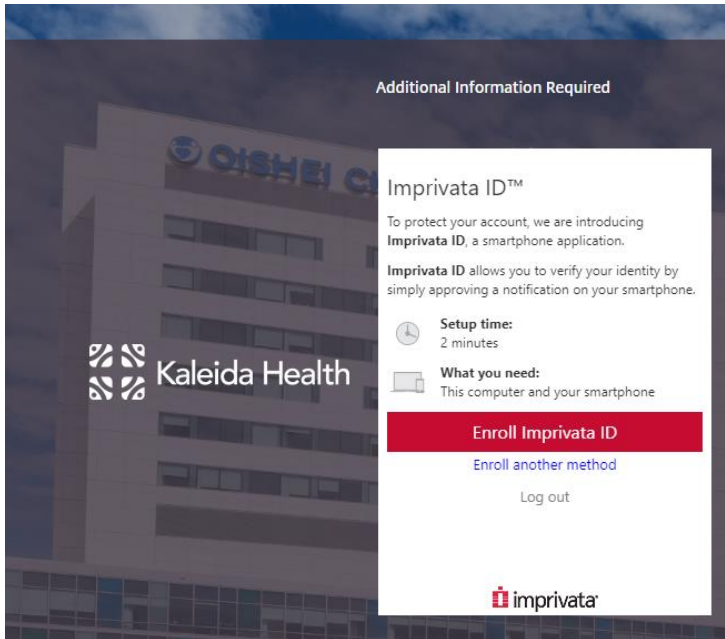 Additional Information Required
OISHEI C
Imprivata ID™
To protect your account, we are introducing
Imprivata ID, a smartphone application.
Imprivata ID allows you to verify your identity by
simply approving a notification on your smartphone.
Setup time:
2 minutes
What you need:
This computer and your smartphone
Kaleida Health
Enroll Imprivata ID
Enroll another method
Log out
imprivata